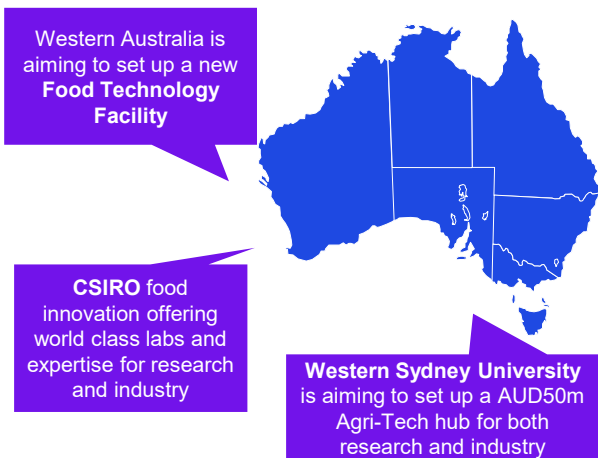 Western Australia is
aiming to set up a new
Food Technology
Facility
CSIRO food
innovation offering
world class labs and
expertise for research
and industry
Western Sydney University
is aiming to set up a AUD50m
Agri-Tech hub for both
research and industry